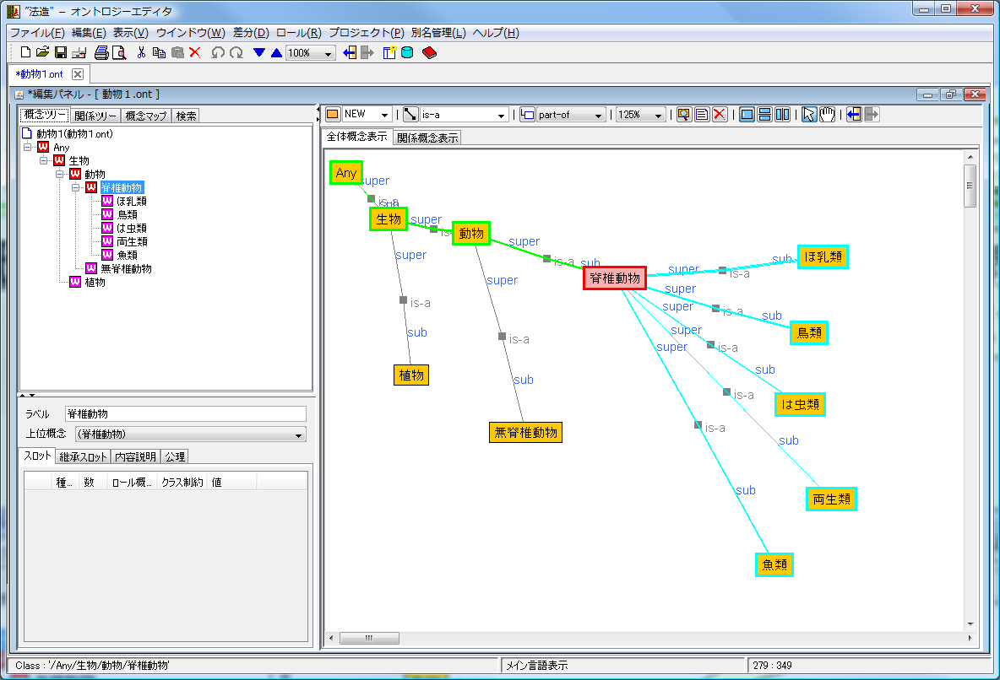 "法造" － オントロジーエディタ
ファイル(F) 編集(E) 表示(V) ウインドウ(W) 差分(D) ロール(R) プロジェクト(P) 別名管理(L) ヘルプ(H)
100%
*動物1.ont
*編集パネル - [ 動物１.ont ]
概念ツリー 関係ツリー 概念マップ 検索
NEW is-a part-of 125%
全体概念表示 関係概念表示
動物1(動物1.ont)
Any
生物
動物
脊椎動物
ほ乳類
鳥類
は虫類
両生類
魚類
無脊椎動物
植物
ラベル 脊椎動物
上位概念 (脊椎動物)
スロット 継承スロット 内容説明 公理
種... 数 ロール概... クラス制約 値
Any
super
is-a
sub
生物
super
is-a
動物
super
is-a
sub
脊椎動物
super
is-a
sub
ほ乳類
super
is-a
sub
鳥類
super
is-a
sub
は虫類
super
is-a
sub
両生類
super
is-a
sub
魚類
super
is-a
sub
植物
super
is-a
sub
無脊椎動物
Class : '/Any/生物/動物/脊椎動物'
メイン言語表示
279 : 349